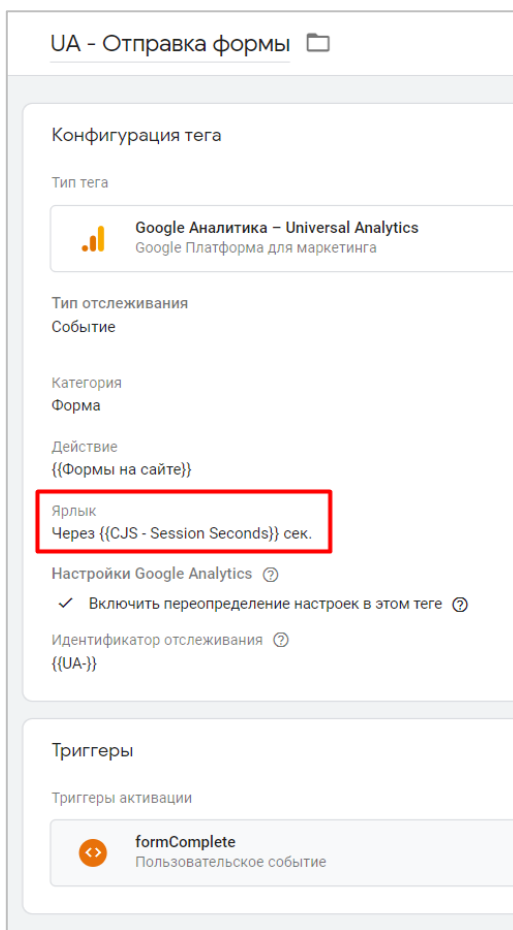 UA - Отправка формы
Конфигурация тега
Тип тега
Google Аналитика – Universal Analytics
Google Платформа для маркетинга
Тип отслеживания
Событие
Категория
Форма
Действие
{{Формы на сайте}}
Ярлык
Через {{CJS - Session Seconds}} сек.
Настройки Google Analytics
Включить переопределение настроек в этом теге
Идентификатор отслеживания
{{UA-}}
Триггеры
Триггеры активации
formComplete
Пользовательское событие